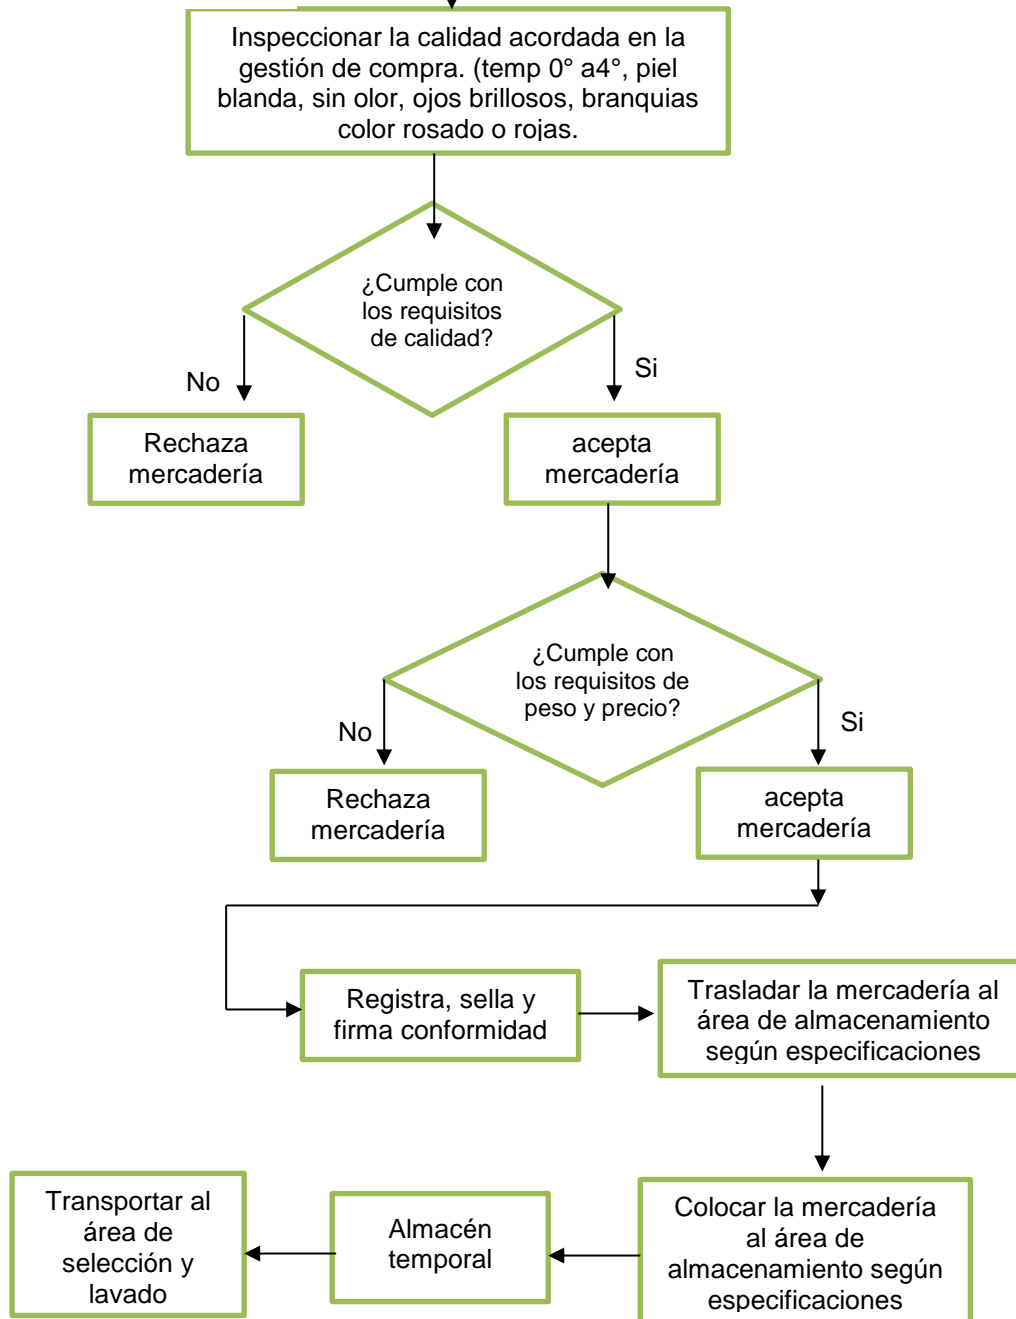 Inspeccionar la calidad acordada en la
gestión de compra. (temp 0° a4°, piel
blanda, sin olor, ojos brillosos, branquias
color rosado o rojas.
¿Cumple con
los requisitos
de calidad?
No
Si
Rechaza
mercadería
acepta
mercadería
¿Cumple con
los requisitos de
peso y precio?
No
Si
Rechaza
mercadería
acepta
mercadería
Registra, sella y
firma conformidad
Trasladar la mercadería al
área de almacenamiento
según especificaciones
Colocar la mercadería
al área de
almacenamiento según
especificaciones
Almacén
temporal
Transportar al
área de
selección y
lavado